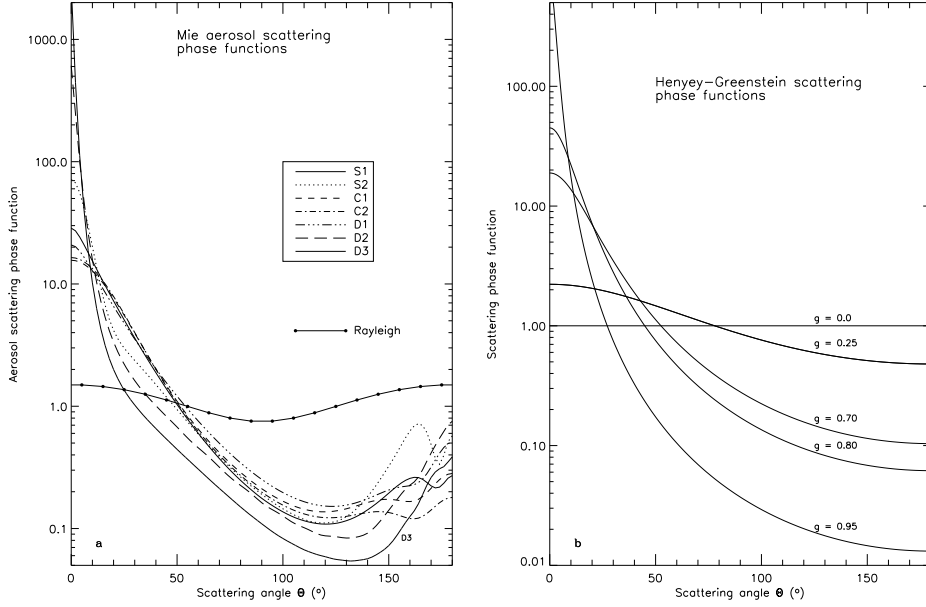 Mie aerosol scattering
phase functions
1000.0
100.0
10.0
1.0
0.1
Aerosol scattering phase function
S1
S2
C1
C2
D1
D2
D3
Rayleigh
D3
a
0
50
100
150
Scattering angle Θ (°)
Henyey−Greenstein scattering
phase functions
100.00
10.00
1.00
0.10
0.01
Scattering phase function
g = 0.0
g = 0.25
g = 0.70
g = 0.80
g = 0.95
b
0
50
100
150
Scattering angle Θ (°)